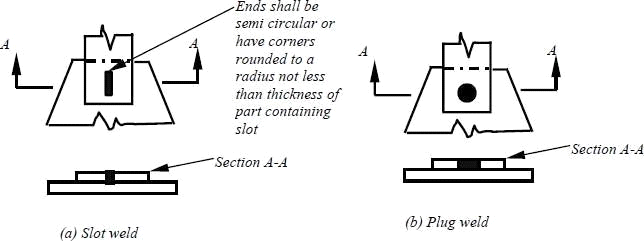 Ends shall be
semi circular or
have corners
rounded to a
radius not less
than thickness of
part containing
slot
A
A
Section A-A
(a) Slot weld
A
A
Section A-A
(b) Plug weld